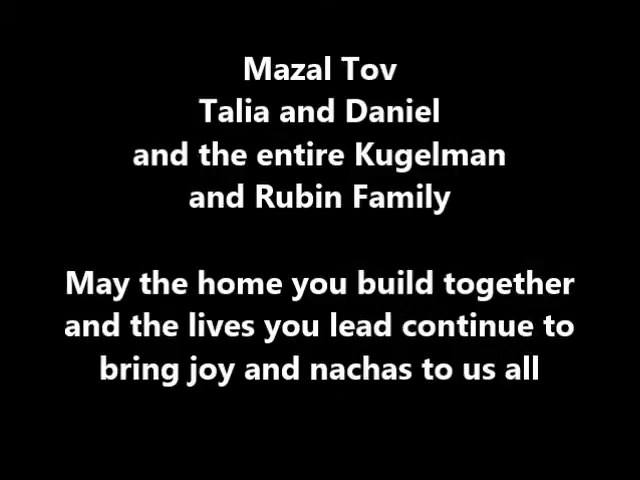 Mazal Tov
Talia and Daniel
and the entire Kugelman
and Rubin Family
May the home you build together
and the lives you lead continue to
bring joy and nachas to us all